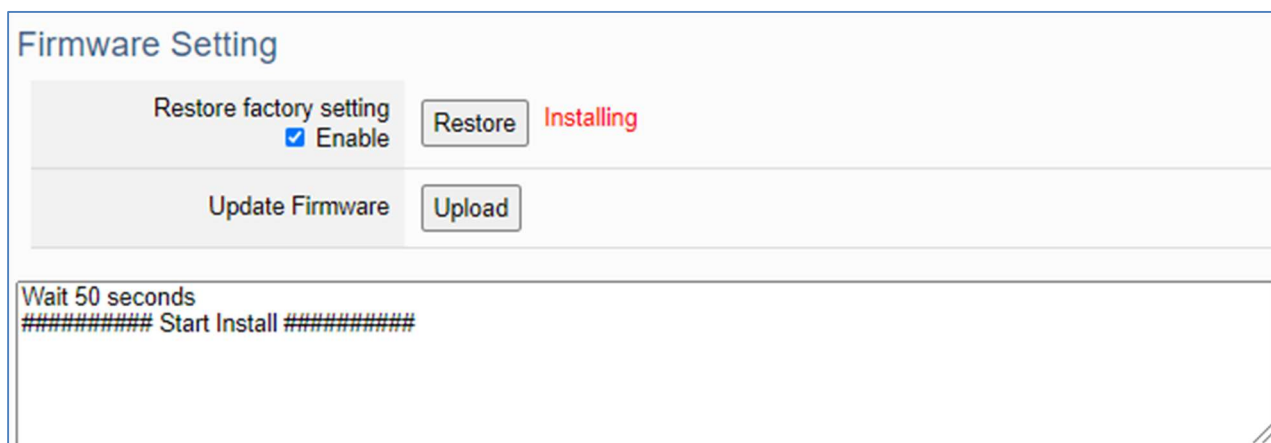 Firmware Setting
Restore factory setting
Enable
Restore
Installing
Update Firmware
Upload
Wait 50 seconds
########## Start Install ##########